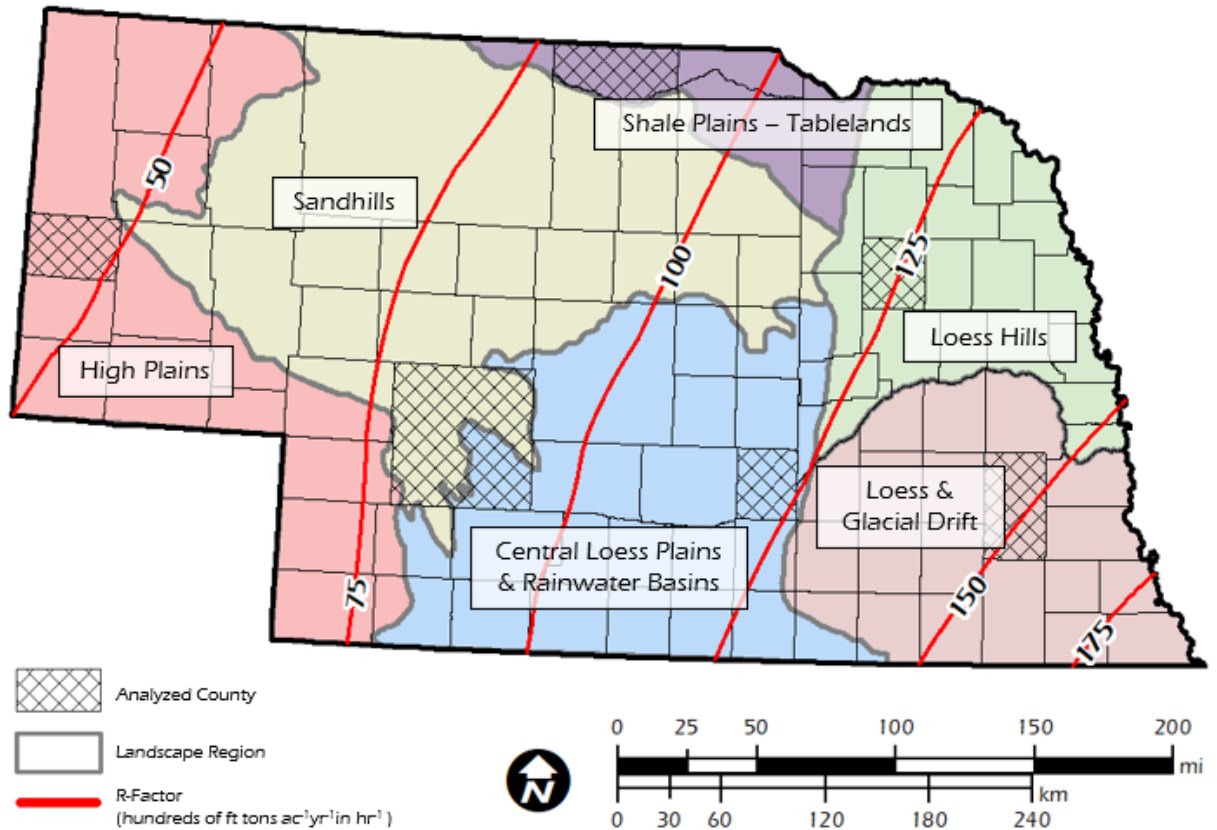 50
Shale Plains – Tablelands
Sandhills
100
125
High Plains
Loess Hills
Loess &
Glacial Drift
Central Loess Plains
& Rainwater Basins
75
150
175
Analyzed County
Landscape Region
R-Factor
(hundreds of ft tons ac⁻¹yr⁻¹in hr⁻¹ )
N
0 25 50 100 150 200
mi
km
0 30 60 120 180 240